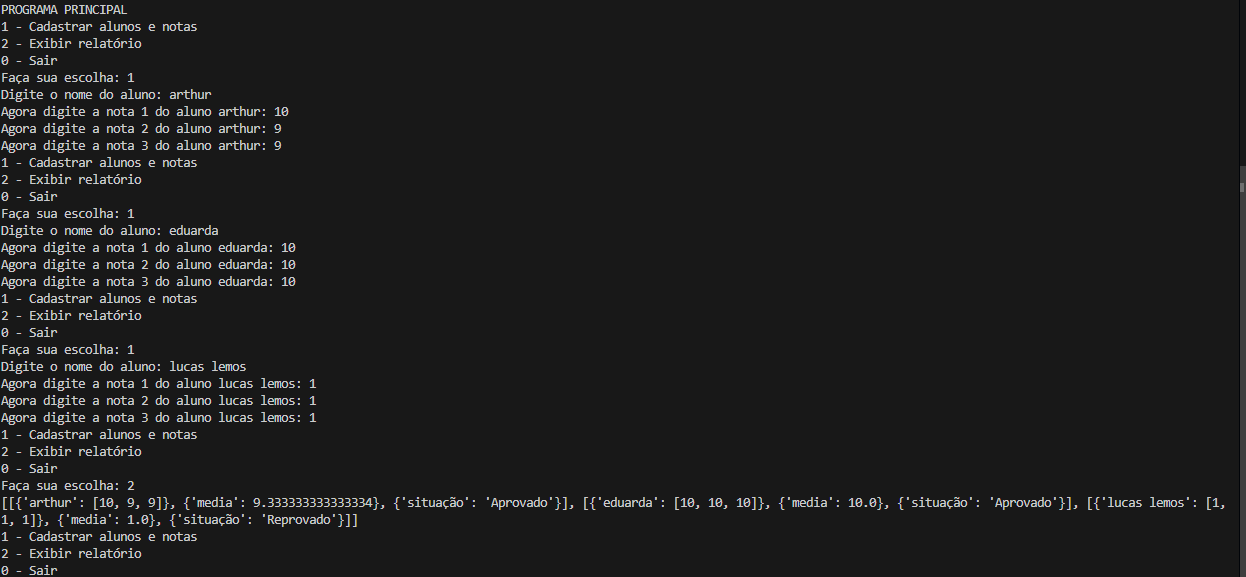 PROGRAMA PRINCIPAL
1 - Cadastrar alunos e notas
2 - Exibir relatório
0 - Sair
Faça sua escolha: 1
Digite o nome do aluno: arthur
Agora digite a nota 1 do aluno arthur: 10
Agora digite a nota 2 do aluno arthur: 9
Agora digite a nota 3 do aluno arthur: 9
1 - Cadastrar alunos e notas
2 - Exibir relatório
0 - Sair
Faça sua escolha: 1
Digite o nome do aluno: eduarda
Agora digite a nota 1 do aluno eduarda: 10
Agora digite a nota 2 do aluno eduarda: 10
Agora digite a nota 3 do aluno eduarda: 10
1 - Cadastrar alunos e notas
2 - Exibir relatório
0 - Sair
Faça sua escolha: 1
Digite o nome do aluno: lucas lemos
Agora digite a nota 1 do aluno lucas lemos: 1
Agora digite a nota 2 do aluno lucas lemos: 1
Agora digite a nota 3 do aluno lucas lemos: 1
1 - Cadastrar alunos e notas
2 - Exibir relatório
0 - Sair
Faça sua escolha: 2
[[{'arthur': [10, 9, 9]}, {'media': 9.333333333333334}, {'situação': 'Aprovado'}], [{'eduarda': [10, 10, 10]}, {'media': 10.0}, {'situação': 'Aprovado'}], [{'lucas lemos': [1,
1, 1]}, {'media': 1.0}, {'situação': 'Reprovado'}]]
1 - Cadastrar alunos e notas
2 - Exibir relatório
0 - Sair